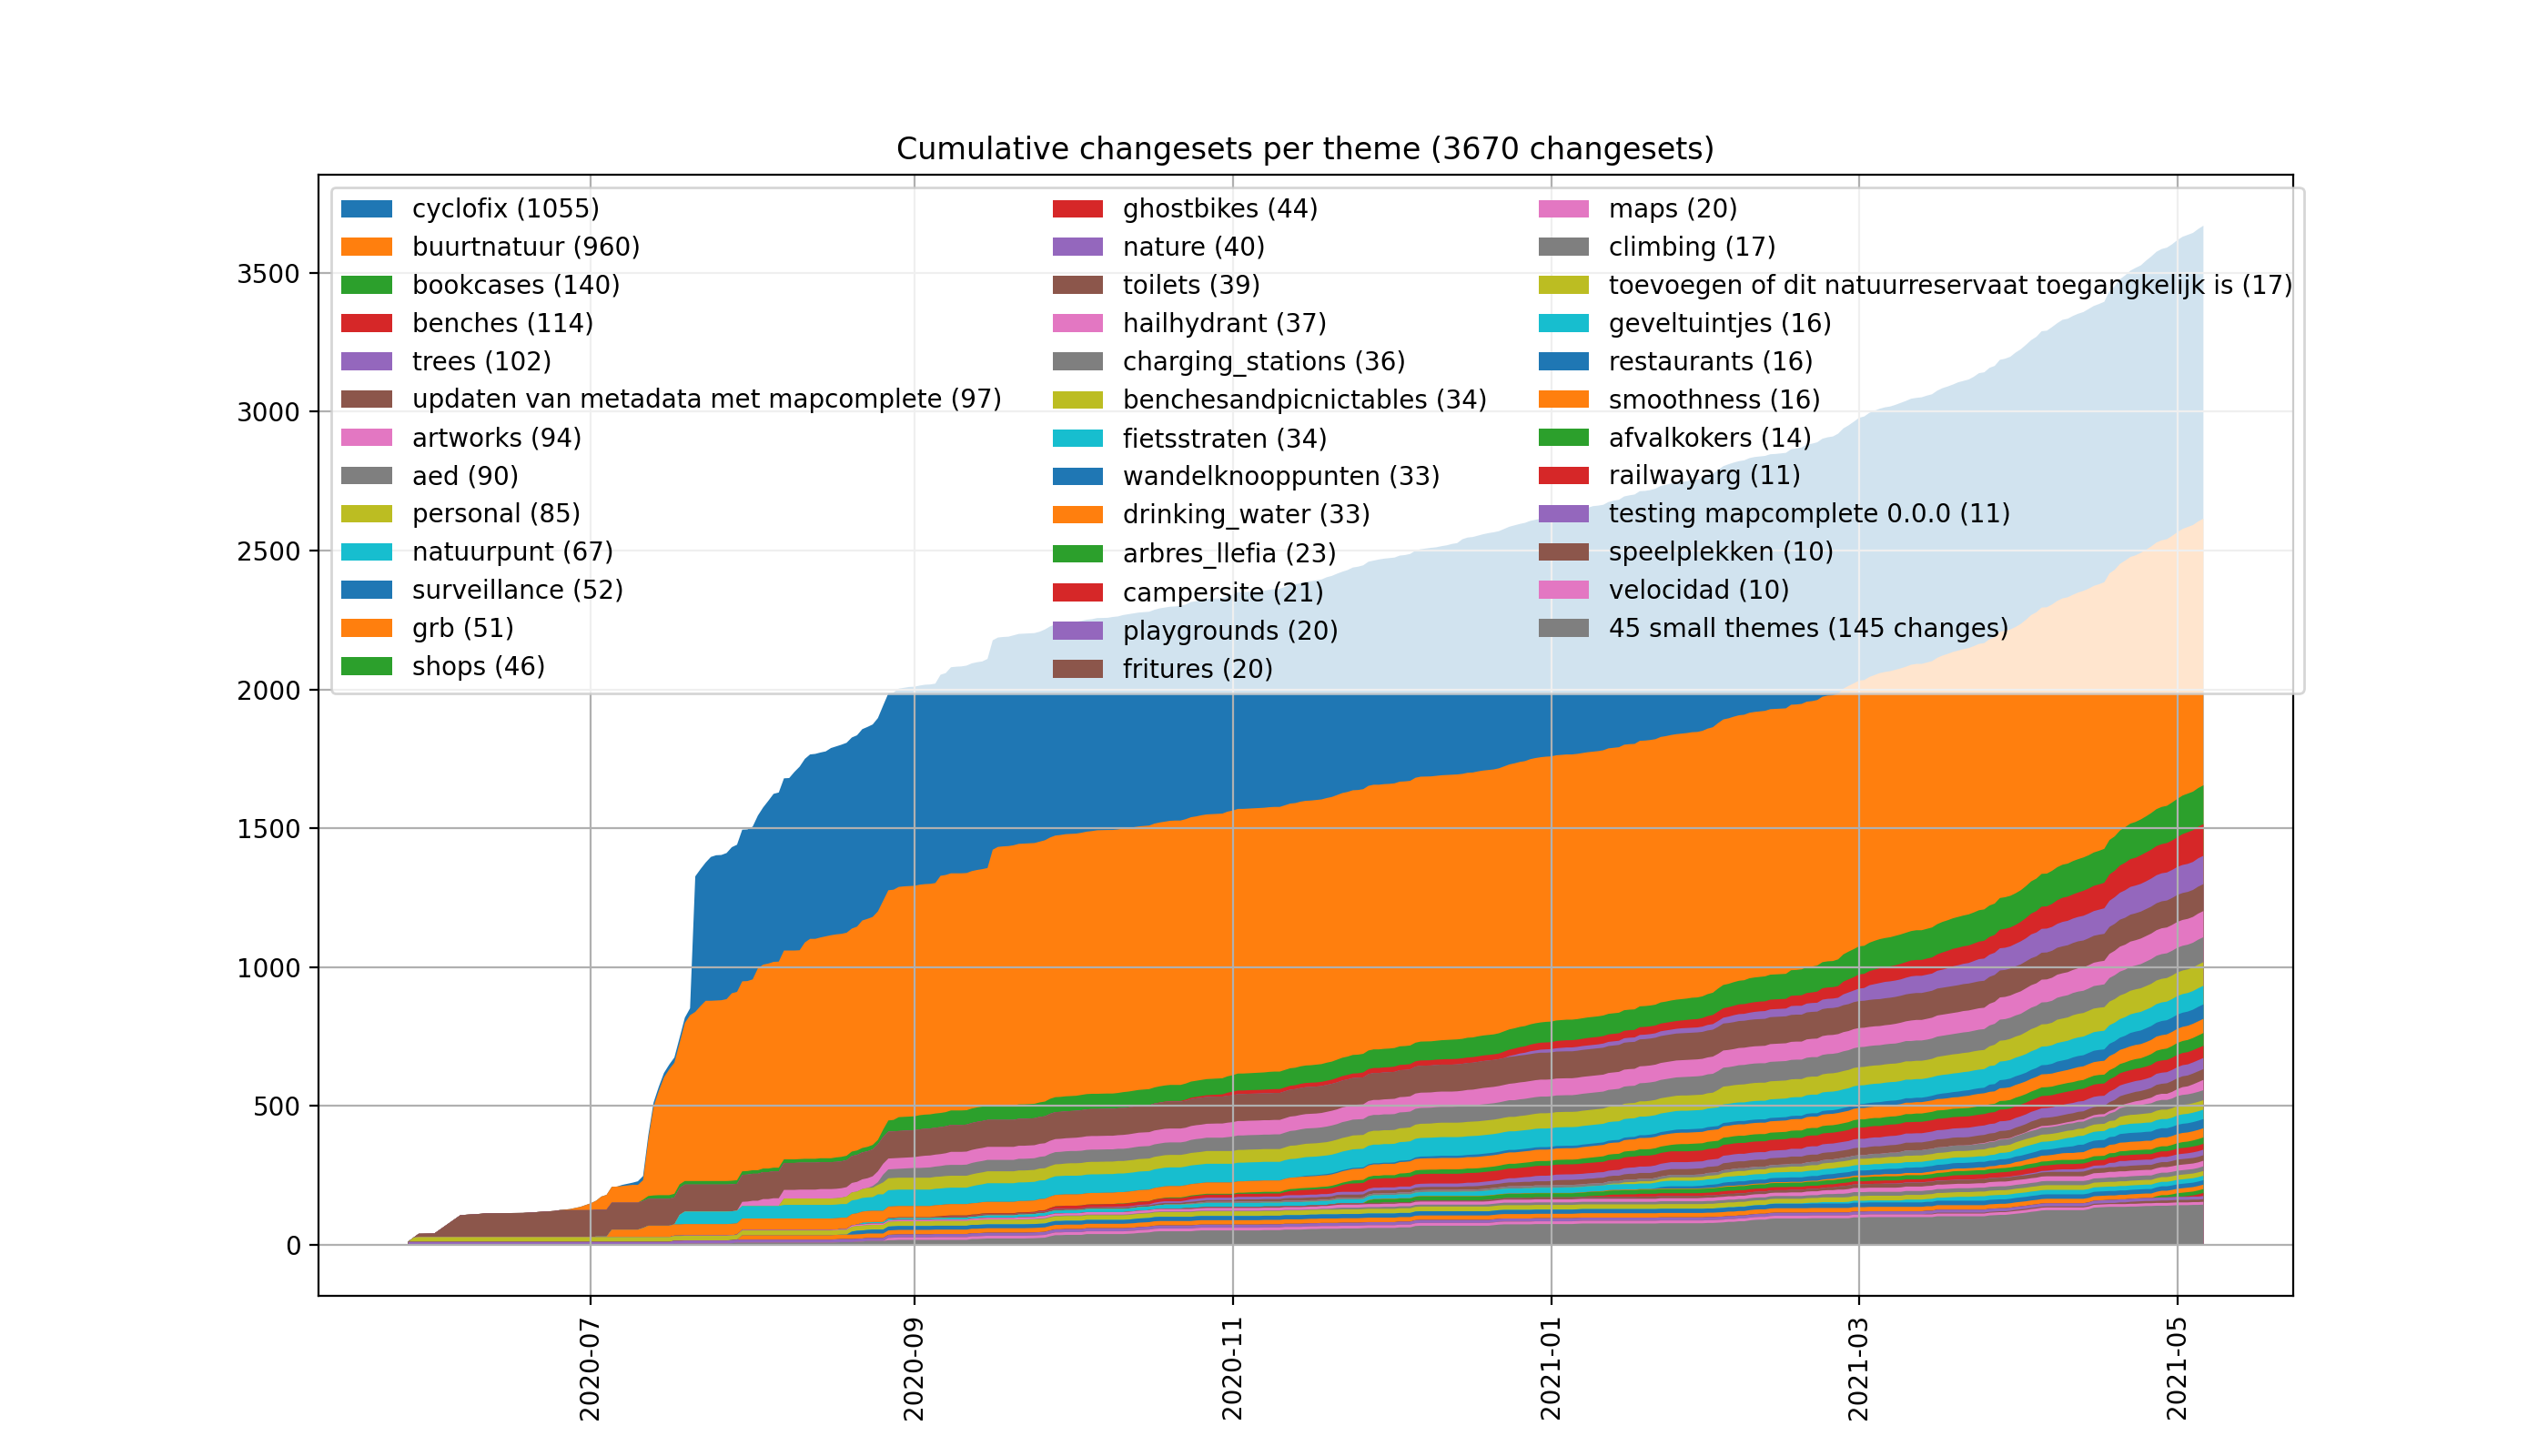 Cumulative changesets per theme (3670 changesets)
cyclofix (1055)
buurtnatuur (960)
bookcases (140)
benches (114)
trees (102)
updaten van metadata met mapcomplete (97)
artworks (94)
aed (90)
personal (85)
natuurpunt (67)
surveillance (52)
grb (51)
shops (46)
ghostbikes (44)
nature (40)
toilets (39)
hailhydrant (37)
charging_stations (36)
benchesandpicnictables (34)
fietsstraten (34)
wandelknooppunten (33)
drinking_water (33)
arbres_llefia (23)
campersite (21)
playgrounds (20)
fritures (20)
maps (20)
climbing (17)
toevoegen of dit natuurreservaat toegangkelijk is (17)
geveltuintjes (16)
restaurants (16)
smoothness (16)
afvalkokers (14)
railwayarg (11)
testing mapcomplete 0.0.0 (11)
speelplekken (10)
velocidad (10)
45 small themes (145 changes)
3500
3000
2500
2000
1500
1000
500
0
2020-07
2020-09
2020-11
2021-01
2021-03
2021-05